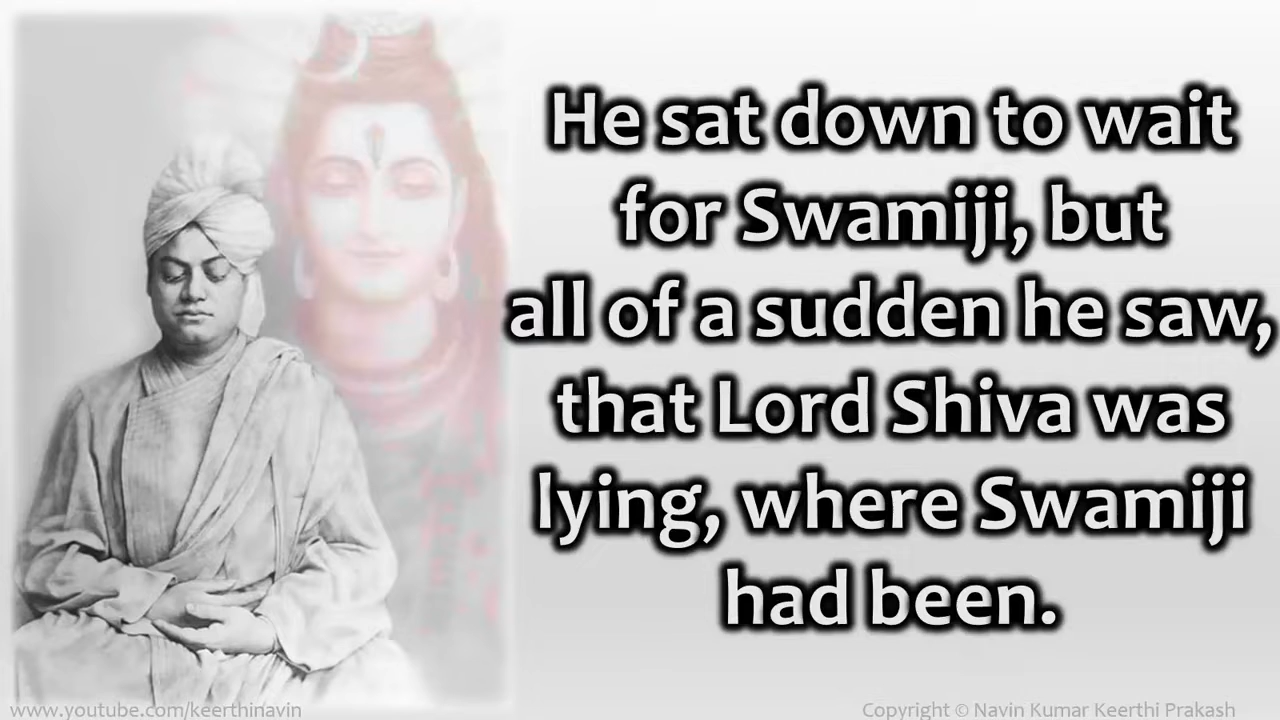 He sat down to wait
for Swamiji, but
all of a sudden he saw,
that Lord Shiva was
lying, where Swamiji
had been.
www.youtube.com/keerthinavin
Copyright © Navin Kumar Keerthi Prakash